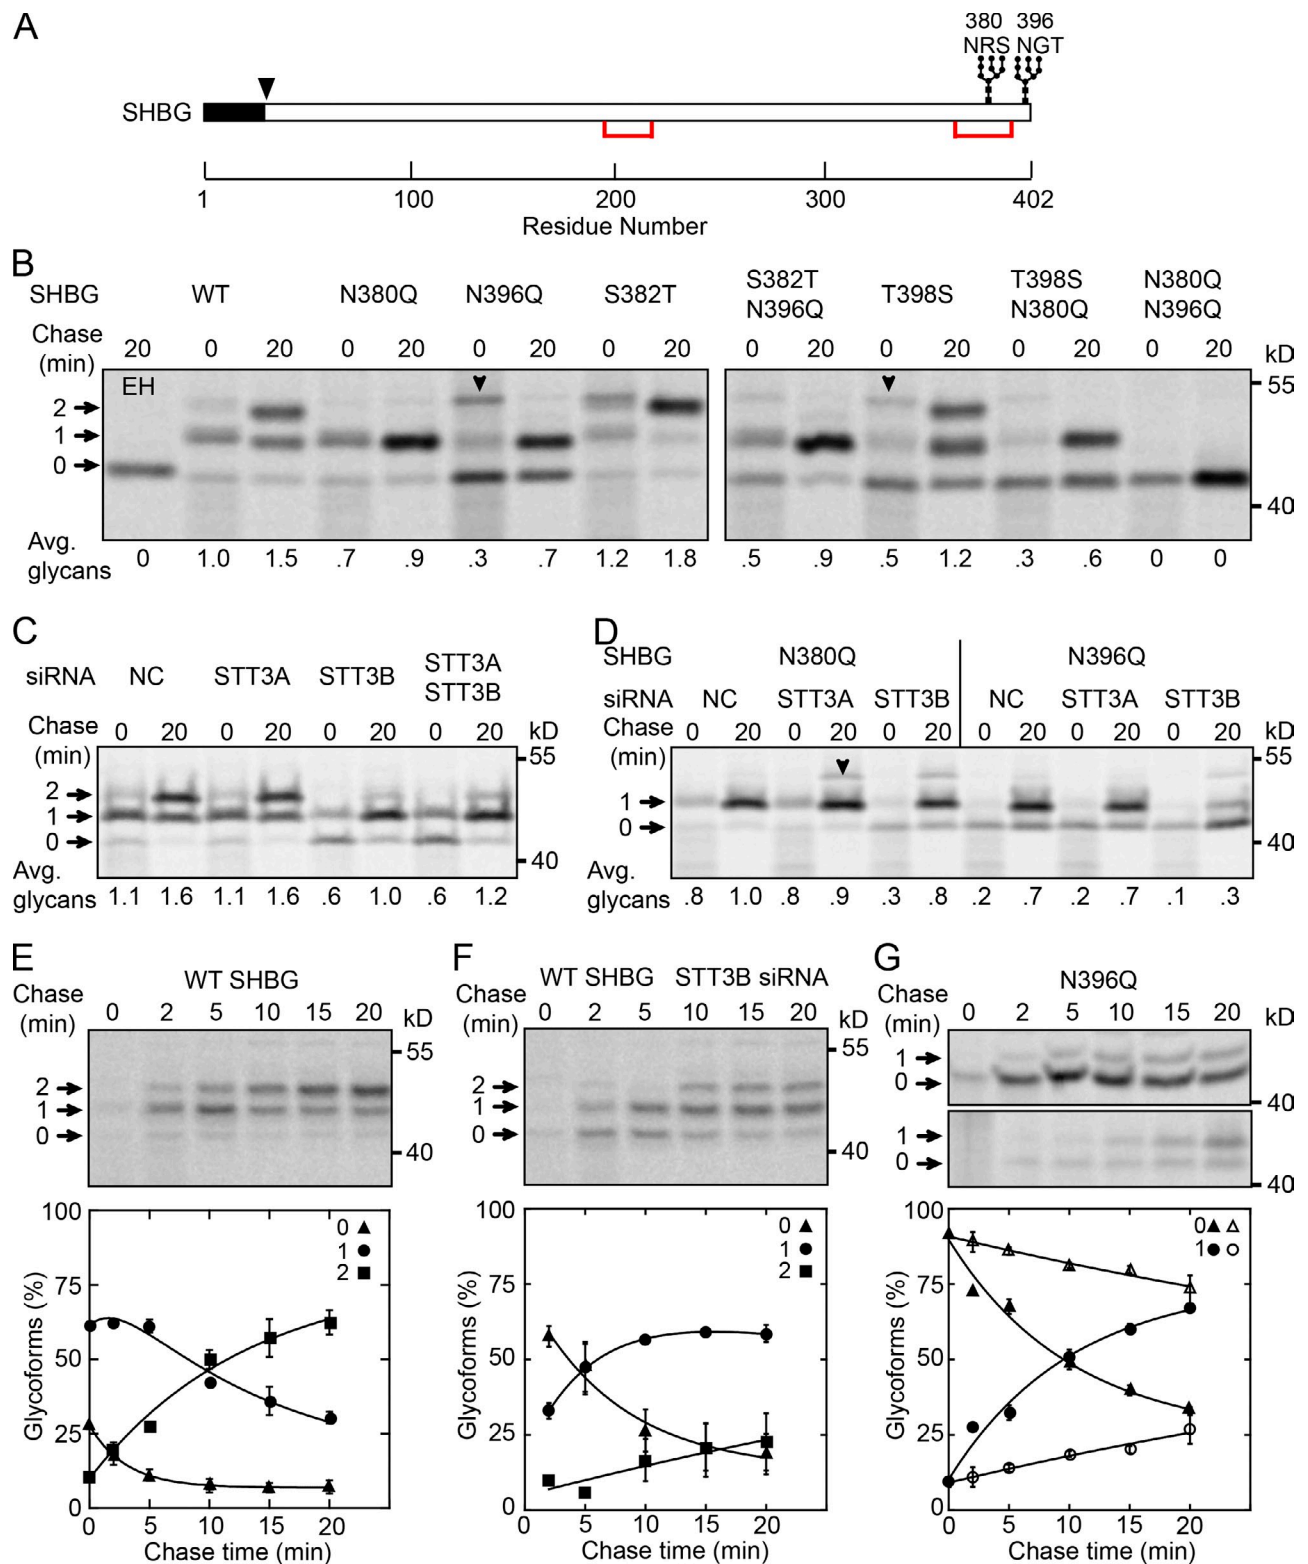 A
380 396
NRS NGT
SHBG
1 100 200 300 402
Residue Number
B
SHBG WT N380Q N396Q S382T S382T N396Q T398S T398S N380Q N380Q N396Q
Chase (min) 20 0 20 0 20 0 20 0 20 0 20 0 20 0 20 0 20 kD
EH
55
2
1
0
40
Avg. glycans 0 1.0 1.5 .7 .9 .3 .7 1.2 1.8 .5 .9 .5 1.2 .3 .6 0 0
C
siRNA NC STT3A STT3B STT3A STT3B
Chase (min) 0 20 0 20 0 20 0 20 kD
55
2
1
0
40
Avg. glycans 1.1 1.6 1.1 1.6 .6 1.0 .6 1.2
D
SHBG N380Q N396Q
siRNA NC STT3A STT3B NC STT3A STT3B
Chase (min) 0 20 0 20 0 20 0 20 0 20 0 20 kD
55
1
0
40
Avg. glycans .8 1.0 .8 .9 .3 .8 .2 .7 .2 .7 .1 .3
E
WT SHBG
Chase (min) 0 2 5 10 15 20 kD
55
2
1
0
40
100
75
50
25
0
Glycoforms (%)
0
1
2
0 5 10 15 20
Chase time (min)
F
WT SHBG STT3B siRNA
Chase (min) 0 2 5 10 15 20 kD
55
2
1
0
40
100
75
50
25
0
Glycoforms (%)
0
1
2
0 5 10 15 20
Chase time (min)
G
N396Q
Chase (min) 0 2 5 10 15 20 kD
1
0
40
1
0
40
100
75
50
25
0
Glycoforms (%)
0
1
0 5 10 15 20
Chase time (min)